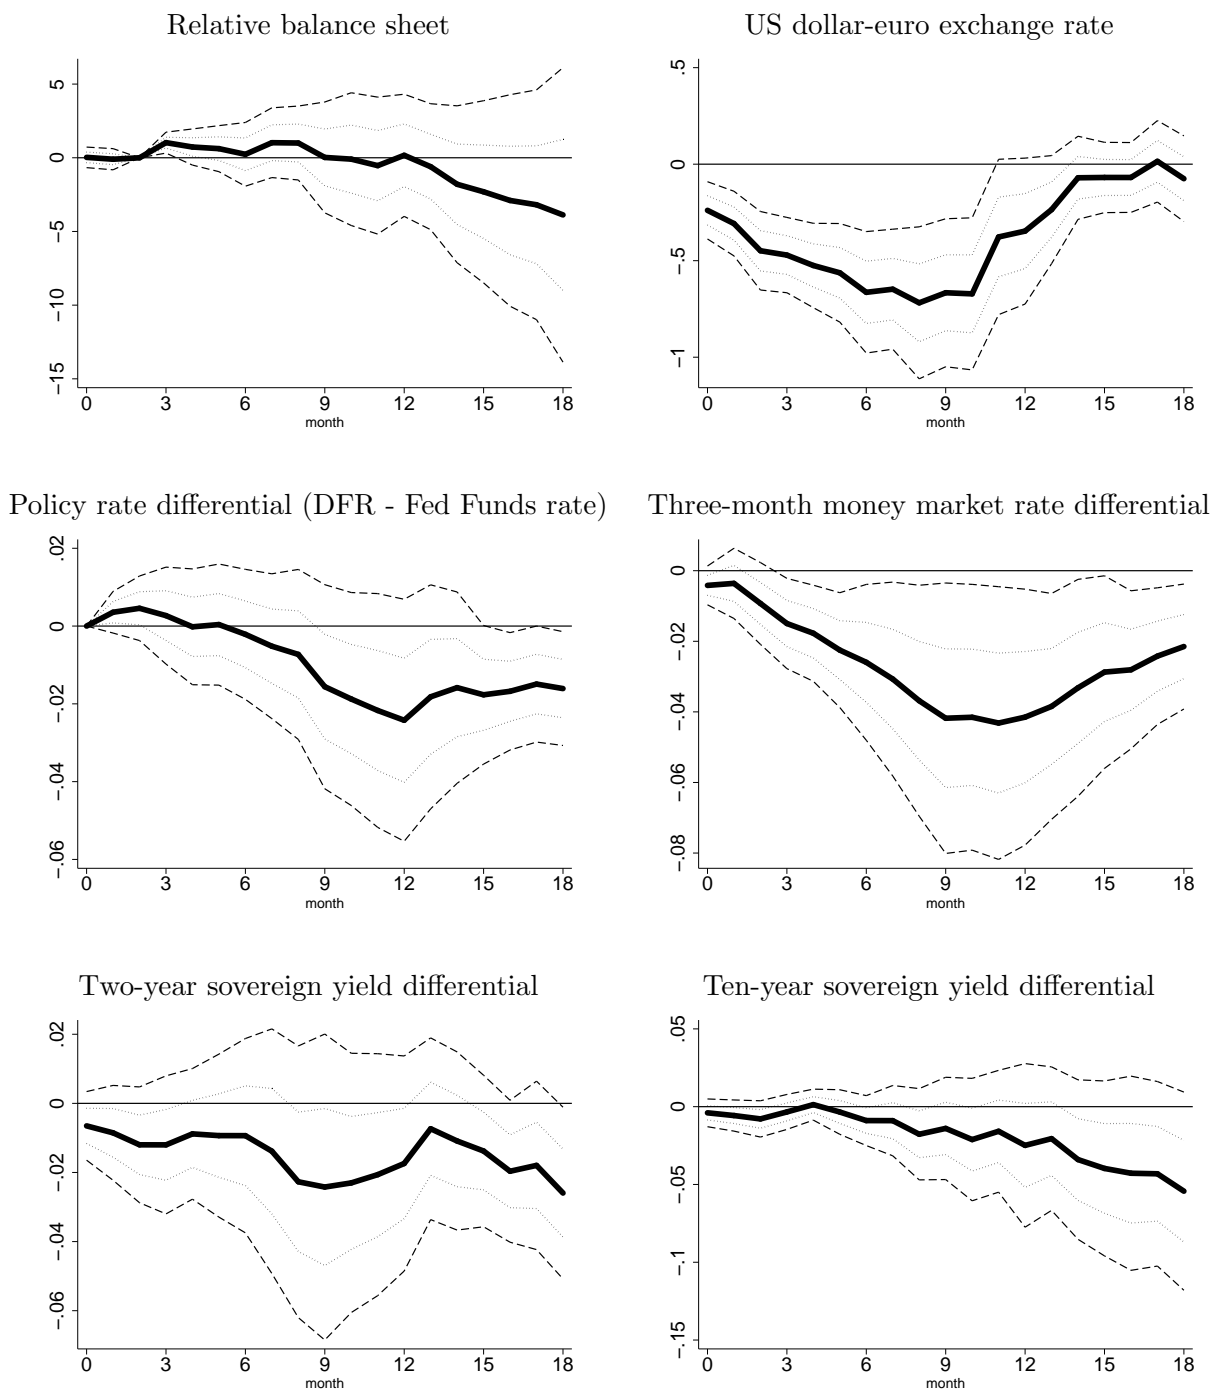 Relative balance sheet
5
0
−5
−10
−15
0 3 6 9 12 15 18
month
US dollar-euro exchange rate
.5
0
−.5
−1
0 3 6 9 12 15 18
month
Policy rate differential (DFR - Fed Funds rate)
.02
0
−.02
−.04
−.06
0 3 6 9 12 15 18
month
Three-month money market rate differential
0
−.02
−.04
−.06
−.08
0 3 6 9 12 15 18
month
Two-year sovereign yield differential
.02
0
−.02
−.04
−.06
0 3 6 9 12 15 18
month
Ten-year sovereign yield differential
.05
0
−.05
−.1
−.15
0 3 6 9 12 15 18
month